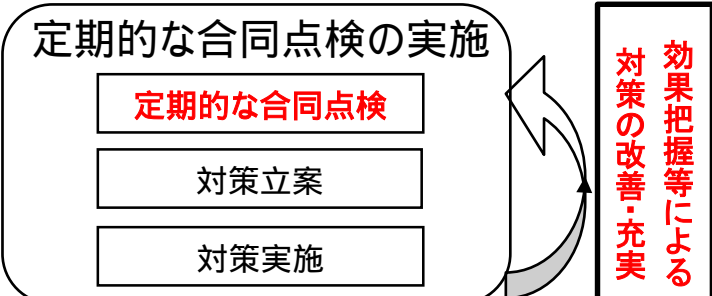 定期的な合同点検の実施
定期的な合同点検
対策立案
対策実施
効果把握等による
対策の改善・充実